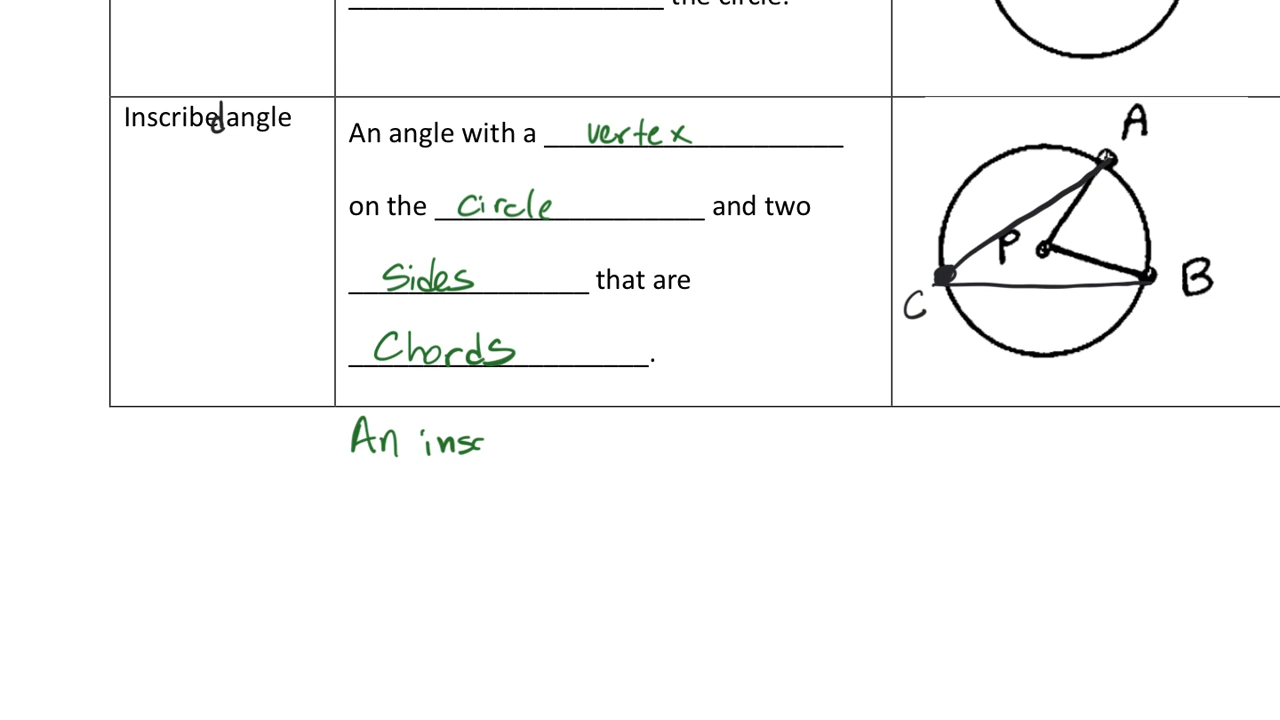 the circle.
Inscribed angle
An angle with a vertex
on the circle and two
sides that are
Chords.
An insc
A
P
B
C